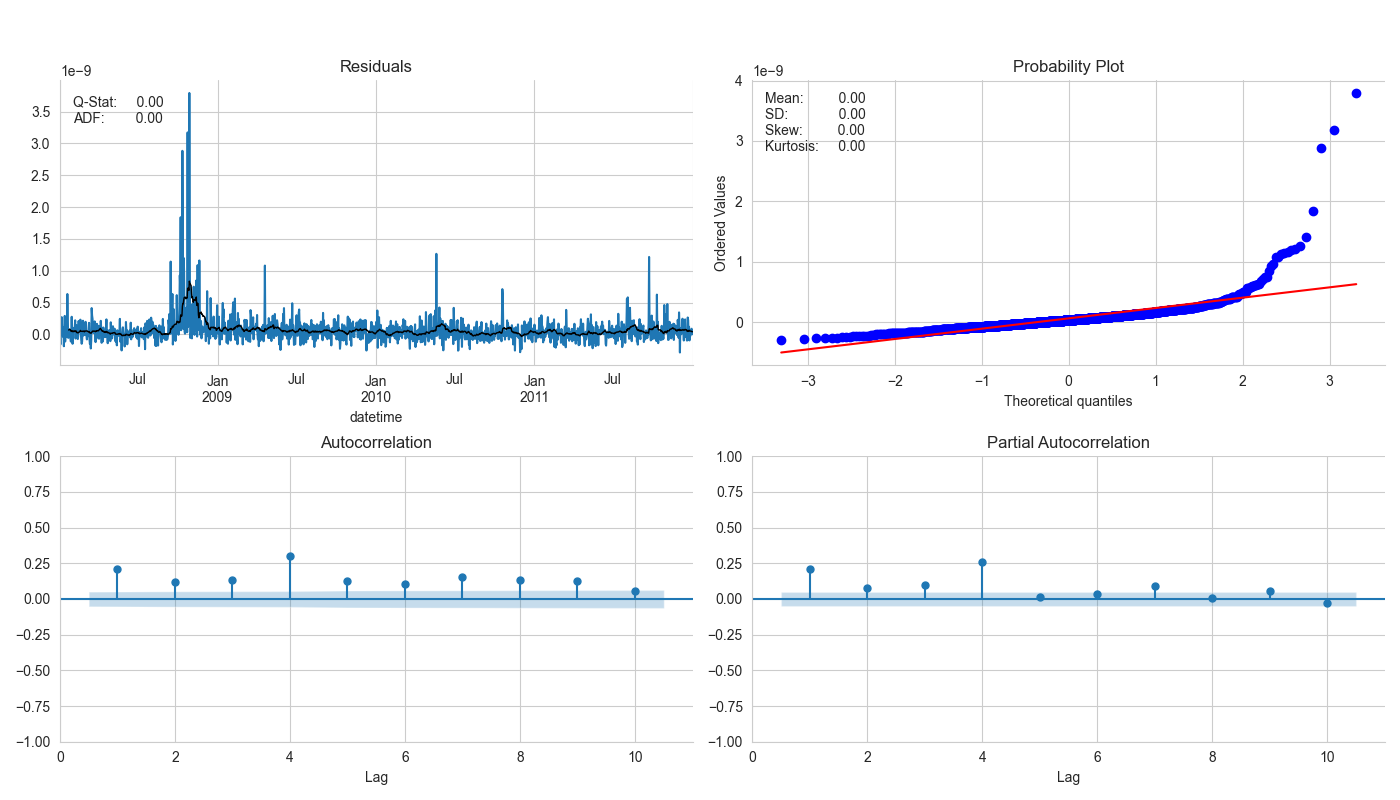 Residuals
1e−9
Q-Stat: 0.00
ADF: 0.00
3.5
3.0
2.5
2.0
1.5
1.0
0.5
0.0
Jul
Jan
2009
Jul
Jan
2010
Jul
Jan
2011
Jul
datetime
Probability Plot
1e−9
Mean: 0.00
SD: 0.00
Skew: 0.00
Kurtosis: 0.00
Ordered Values
4
3
2
1
0
−3 −2 −1 0 1 2 3
Theoretical quantiles
Autocorrelation
1.00
0.75
0.50
0.25
0.00
−0.25
−0.50
−0.75
−1.00
0 2 4 6 8 10
Lag
Partial Autocorrelation
1.00
0.75
0.50
0.25
0.00
−0.25
−0.50
−0.75
−1.00
0 2 4 6 8 10
Lag